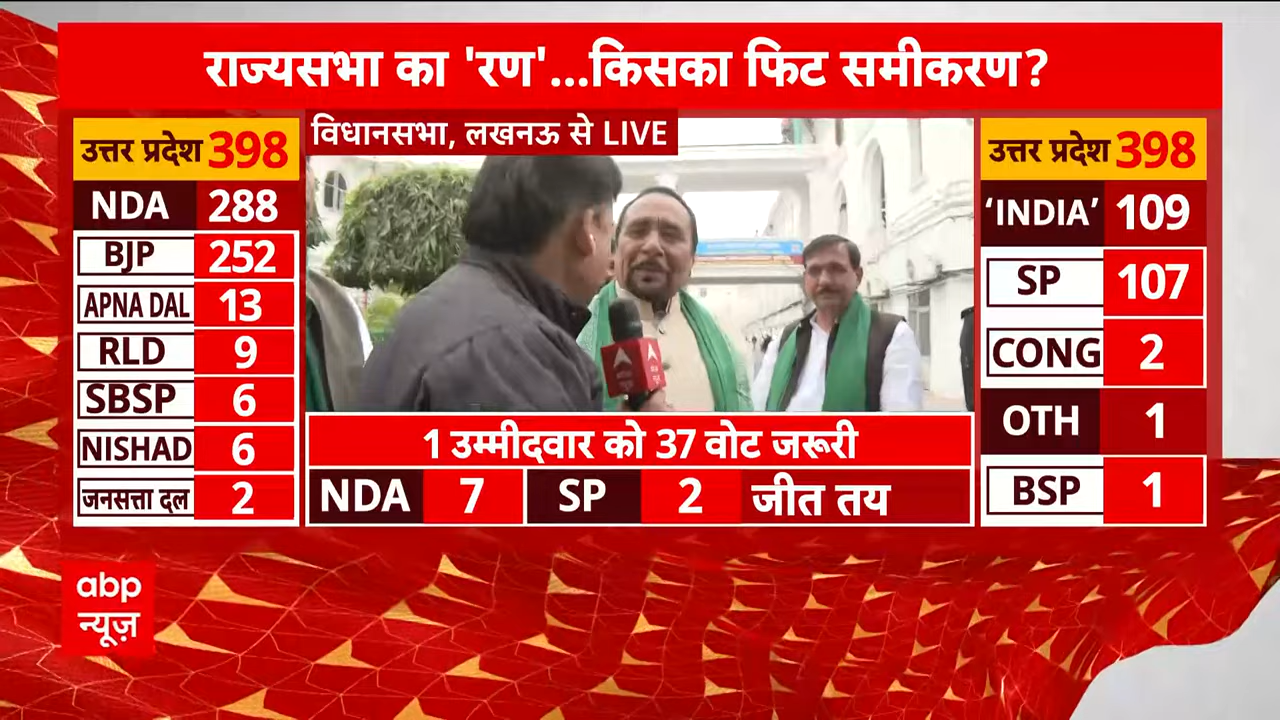 राज्यसभा का 'रण'...किसका फिट समीकरण?
उत्तर प्रदेश 398
NDA 288
BJP 252
APNA DAL 13
RLD 9
SBSP 6
NISHAD 6
जनसत्ता दल 2
विधानसभा, लखनऊ से LIVE
1 उम्मीदवार को 37 वोट जरूरी
NDA 7 SP 2 जीत तय
उत्तर प्रदेश 398
‘INDIA’ 109
SP 107
CONG 2
OTH 1
BSP 1
abp
न्यूज़